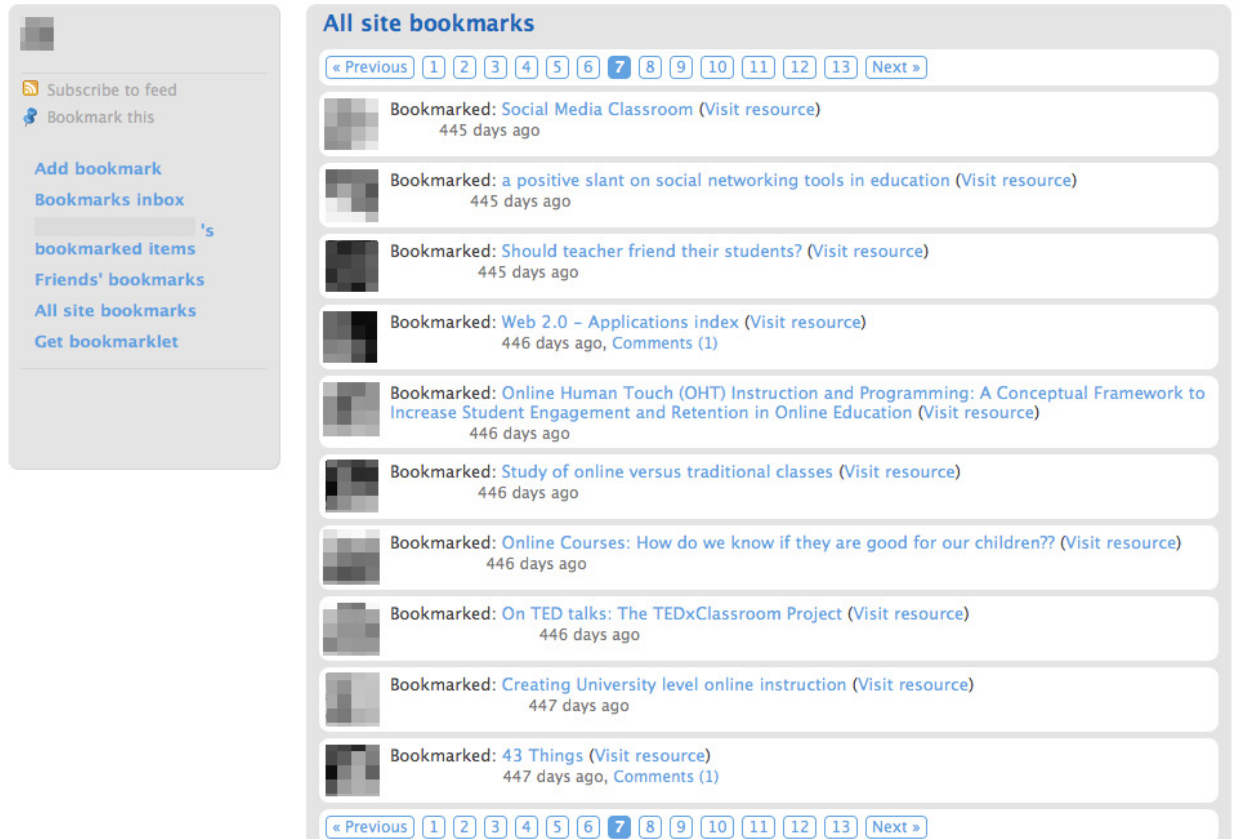 Subscribe to feed
Bookmark this
Add bookmark
Bookmarks inbox
's
bookmarked items
Friends' bookmarks
All site bookmarks
Get bookmarklet
All site bookmarks
« Previous 1 2 3 4 5 6 7 8 9 10 11 12 13 Next »
Bookmarked: Social Media Classroom (Visit resource)
445 days ago
Bookmarked: a positive slant on social networking tools in education (Visit resource)
445 days ago
Bookmarked: Should teacher friend their students? (Visit resource)
445 days ago
Bookmarked: Web 2.0 – Applications index (Visit resource)
446 days ago, Comments (1)
Bookmarked: Online Human Touch (OHT) Instruction and Programming: A Conceptual Framework to
Increase Student Engagement and Retention in Online Education (Visit resource)
446 days ago
Bookmarked: Study of online versus traditional classes (Visit resource)
446 days ago
Bookmarked: Online Courses: How do we know if they are good for our children?? (Visit resource)
446 days ago
Bookmarked: On TED talks: The TEDxClassroom Project (Visit resource)
446 days ago
Bookmarked: Creating University level online instruction (Visit resource)
447 days ago
Bookmarked: 43 Things (Visit resource)
447 days ago, Comments (1)
« Previous 1 2 3 4 5 6 7 8 9 10 11 12 13 Next »